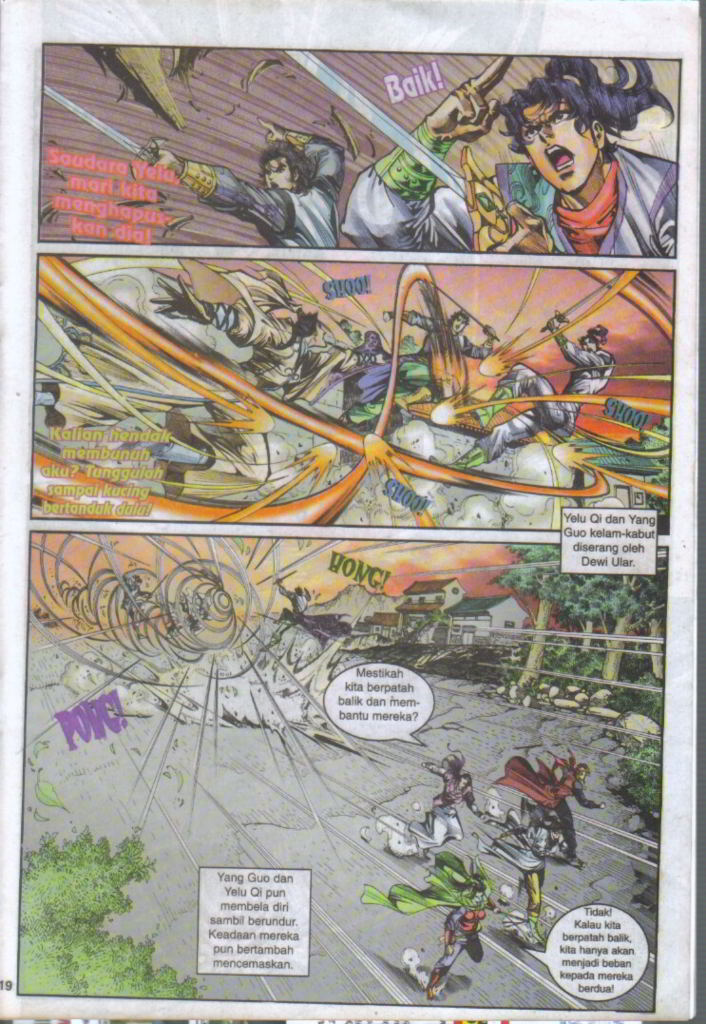 Baik!
Saudara Yelu,
mari kita
menghapus-
kan dia!
SHOO!
SHOO!
Kalian hendak
membunuh
aku? Tunggulah
sampai kucing
bertanduk dulu!
SHOO!
Yelu Qi dan Yang
Guo kelam-kabut
diserang oleh
Dewi Ular.
HONG!
Mestikah
kita berpatah
balik dan mem-
bantu mereka?
PONG!
Yang Guo dan
Yelu Qi pun
membela diri
sambil berundur.
Keadaan mereka
pun bertambah
mencemaskan.
Tidak!
Kalau kita
berpatah balik,
kita hanya akan
menjadi beban
kepada mereka
berdua!
19